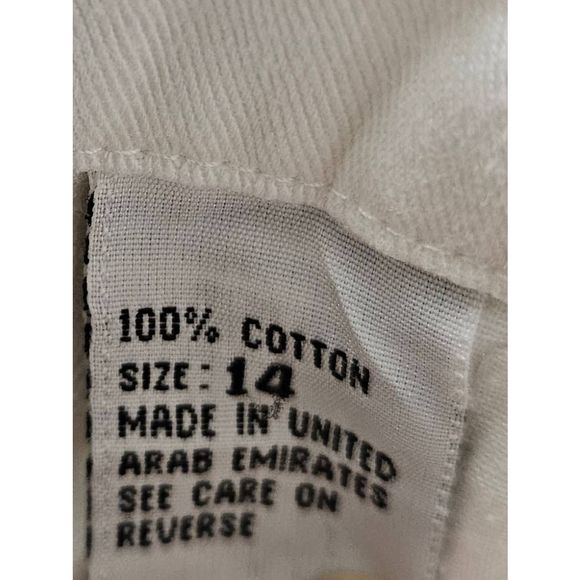 100% COTTON
SIZE: 14
MADE IN UNITED
ARAB EMIRATES
SEE CARE ON
REVERSE